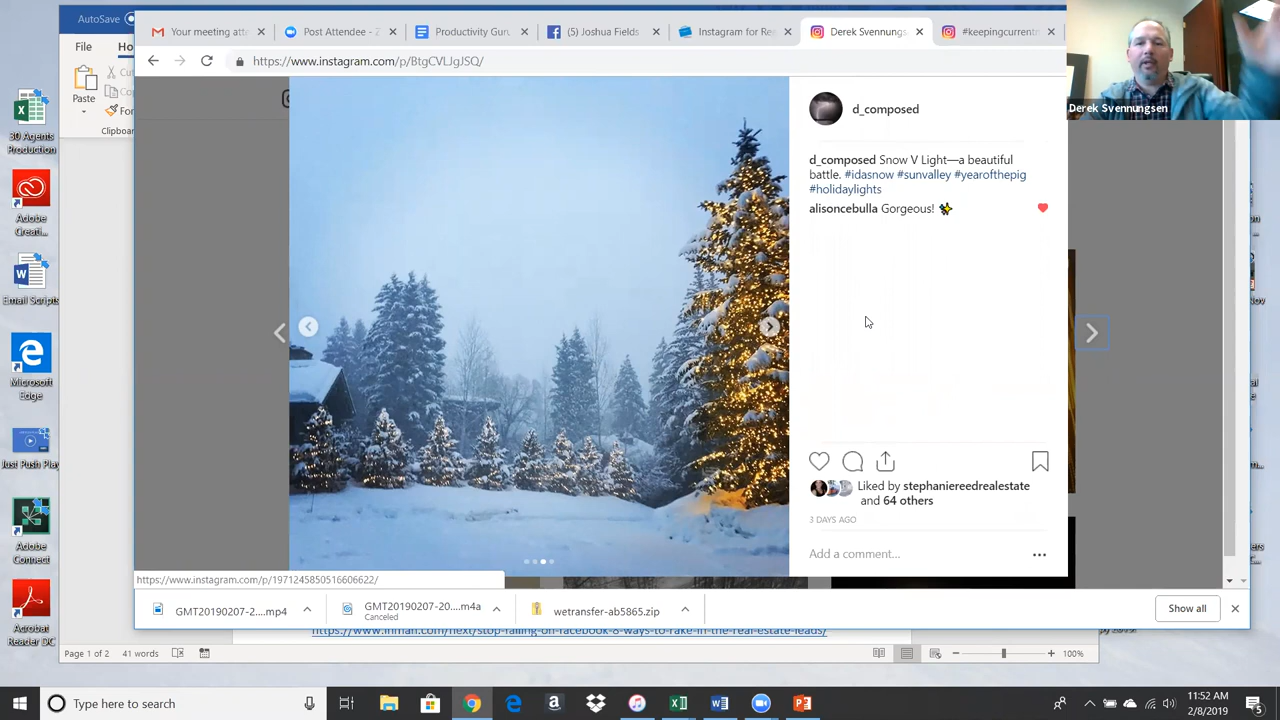 AutoSave
File
Ho
Paste
Cu
For
Clipboar
Your meeting at
Post Attendee - Z
Productivity Guru
(5) Joshua Fields
Instagram for Re
Derek Svennungs
#keepingcurrentm
https://www.instagram.com/p/BtgCVLJgJSQ/
Derek Svennungsen
d_composed
d_composed Snow V Light—a beautiful
battle. #idasnow #sunvalley #yearofthepig
#holidaylights
alisoncebulla Gorgeous!
Liked by stephaniereedrealestate
and 64 others
3 DAYS AGO
Add a comment...
https://www.instagram.com/p/1971245850516606622/
GMT20190207-2....mp4
GMT20190207-20....m4a
Canceled
wetransfer-ab5865.zip
Show all
https://www.inman.com/next/stop-failing-on-facebook-8-ways-to-rake-in-the-real-estate-leads/
Page 1 of 2
41 words
100%
30 Agents
Production
Adobe
Creati...
Email Scripts
Microsoft
Edge
Just Push Play
Adobe
Connect
Acrobat
Reader DC
Type here to search
11:52 AM
2/8/2019
5